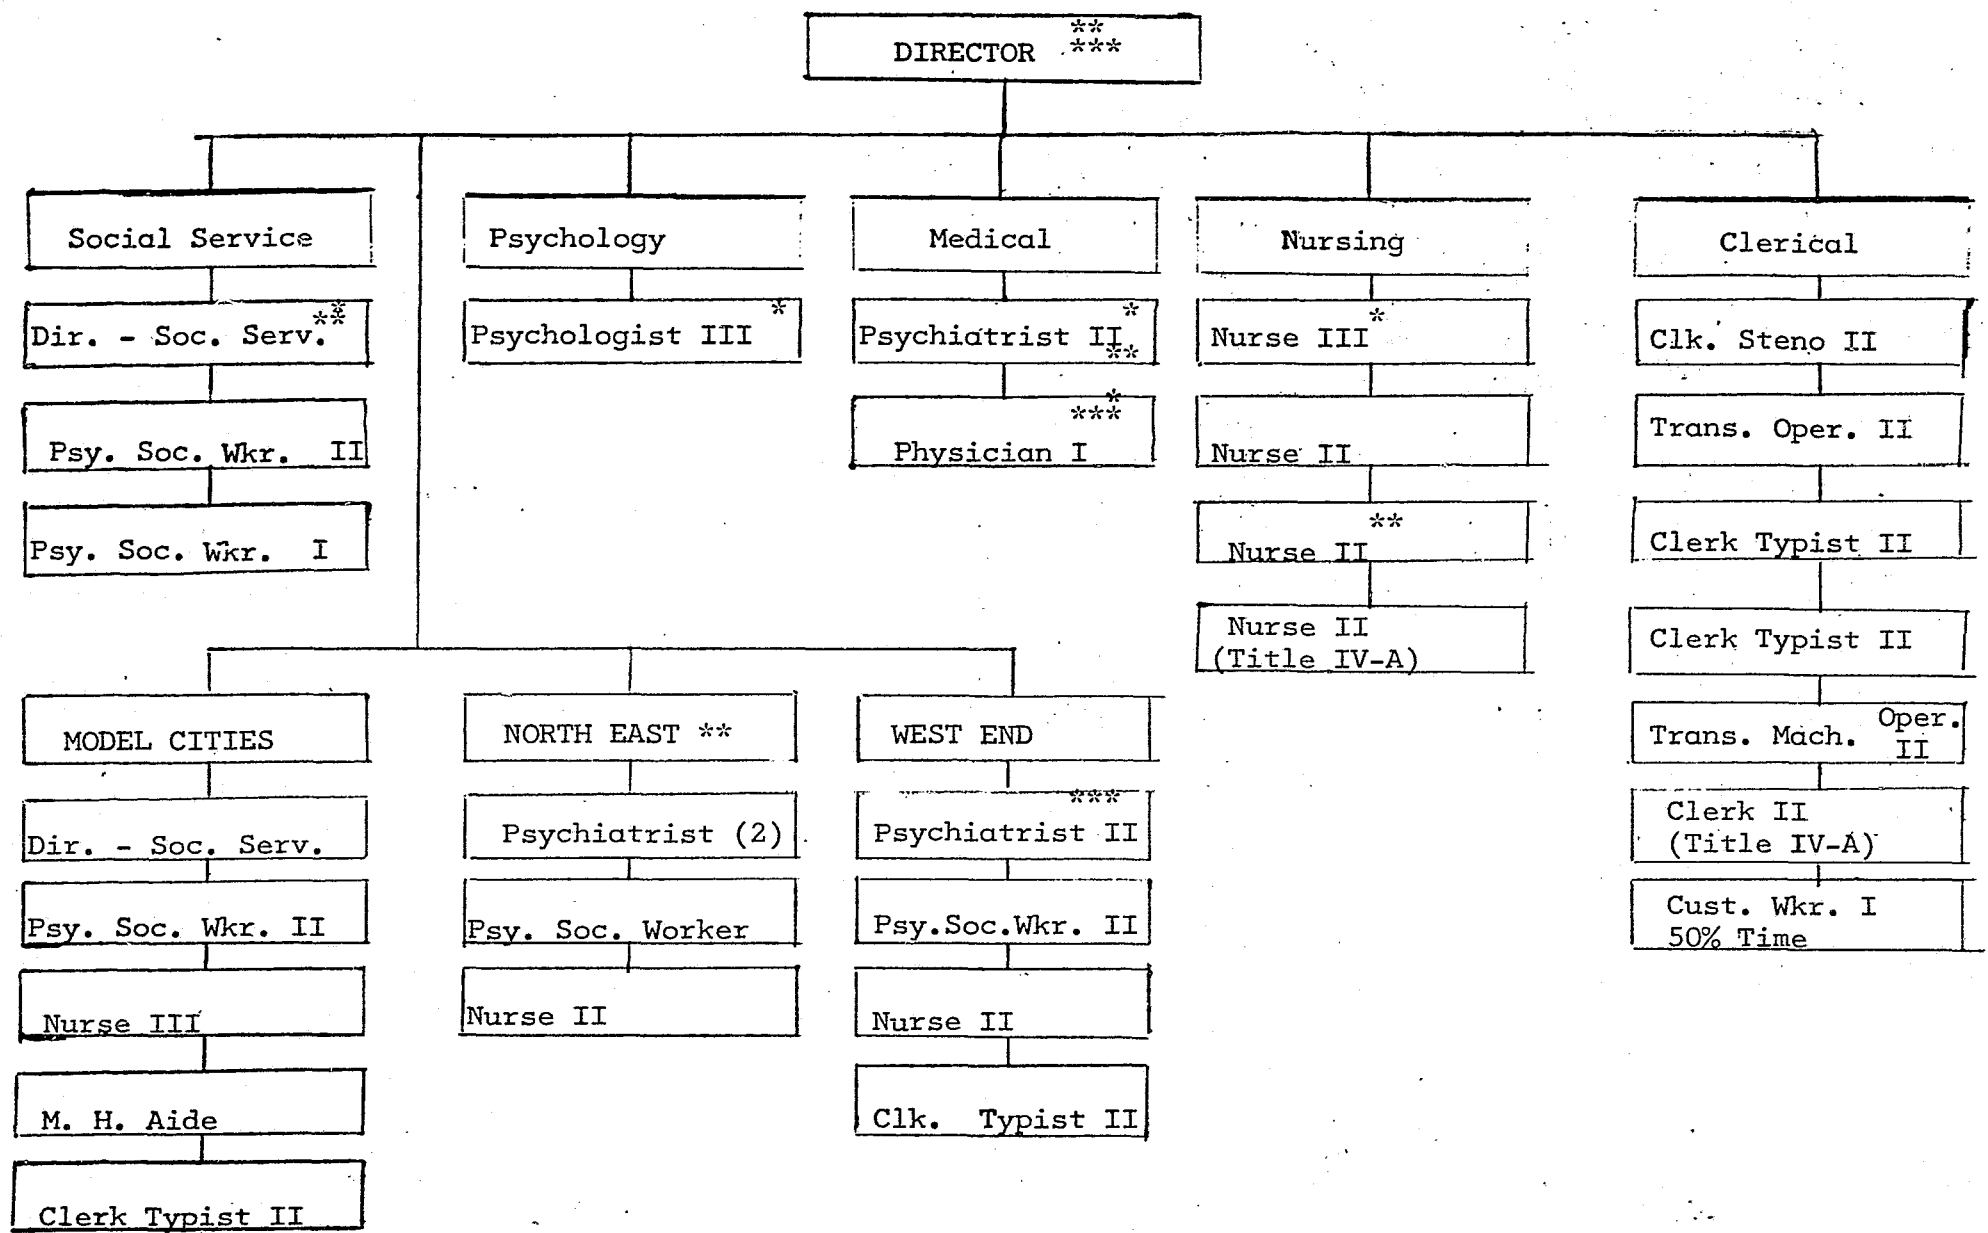 **
DIRECTOR ***
Social Service
Psychology
Medical
Nursing
Clerical
*
Dir. - Soc. Serv.**
Psy. Soc. Wkr. II
Psy. Soc. Wkr. I
Psychologist III *
Psychiatrist II *
**
*
***
Physician I
Nurse III *
Nurse II
**
Nurse II
Nurse II
(Title IV-A)
Clk. Steno II
Trans. Oper. II
Clerk Typist II
Clerk Typist II
Trans. Mach. Oper.
II
Clerk II
(Title IV-A)
Cust. Wkr. I
50% Time
MODEL CITIES
Dir. - Soc. Serv.
Psy. Soc. Wkr. II
Nurse III
M. H. Aide
Clerk Typist II
NORTH EAST **
Psychiatrist (2)
Psy. Soc. Worker
Nurse II
WEST END
***
Psychiatrist II
Psy.Soc.Wkr. II
Nurse II
Clk. Typist II